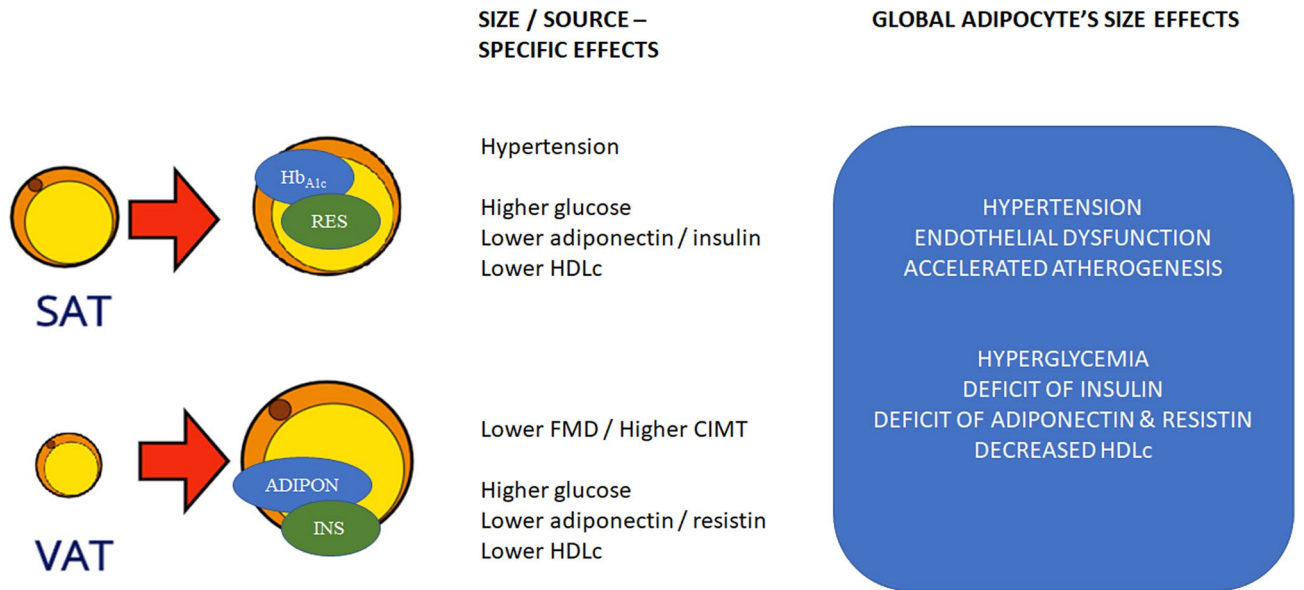 SIZE / SOURCE –
SPECIFIC EFFECTS
GLOBAL ADIPOCYTE'S SIZE EFFECTS
Hb A1c
RES
SAT
Hypertension
Higher glucose
Lower adiponectin / insulin
Lower HDLc
ADIPON
INS
VAT
Lower FMD / Higher CIMT
Higher glucose
Lower adiponectin / resistin
Lower HDLc
HYPERTENSION
ENDOTHELIAL DYSFUNCTION
ACCELERATED ATHEROGENESIS
HYPERGLYCEMIA
DEFICIT OF INSULIN
DEFICIT OF ADIPONECTIN & RESISTIN
DECREASED HDLc